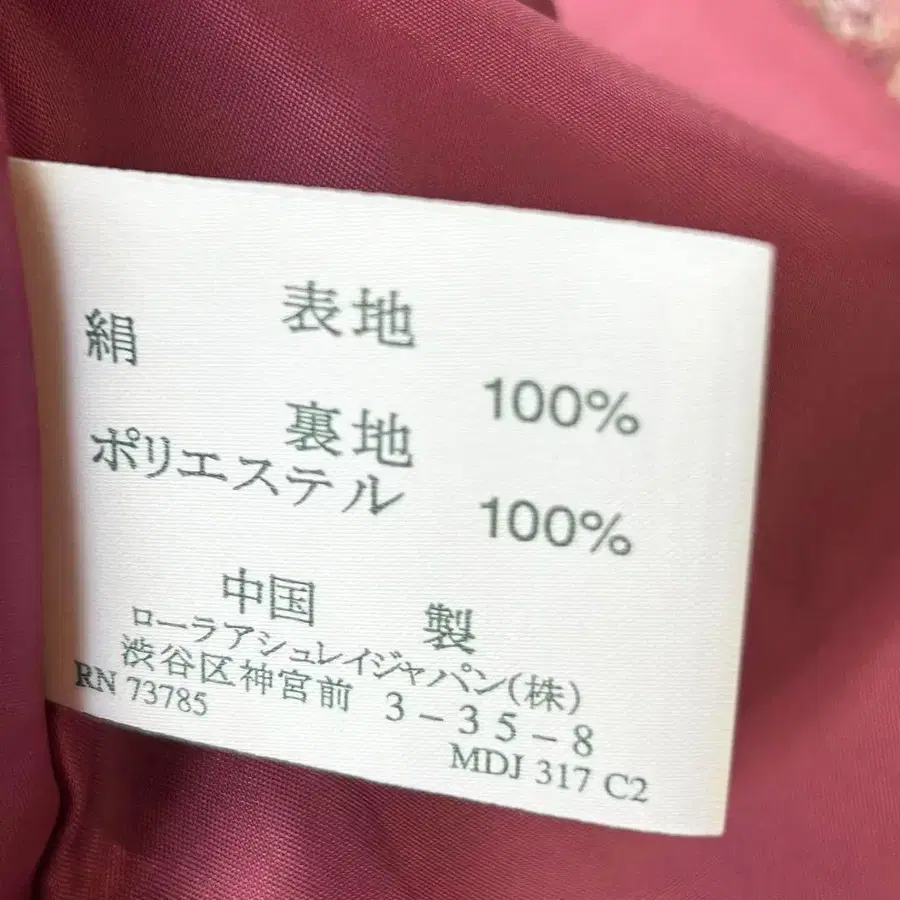 表地
絹 100%
裏地
ポリエステル 100%
中国 製
ローラアシュレイジャパン(株)
渋谷区神宮前 3-35-8
RN 73785 MDJ 317 C2